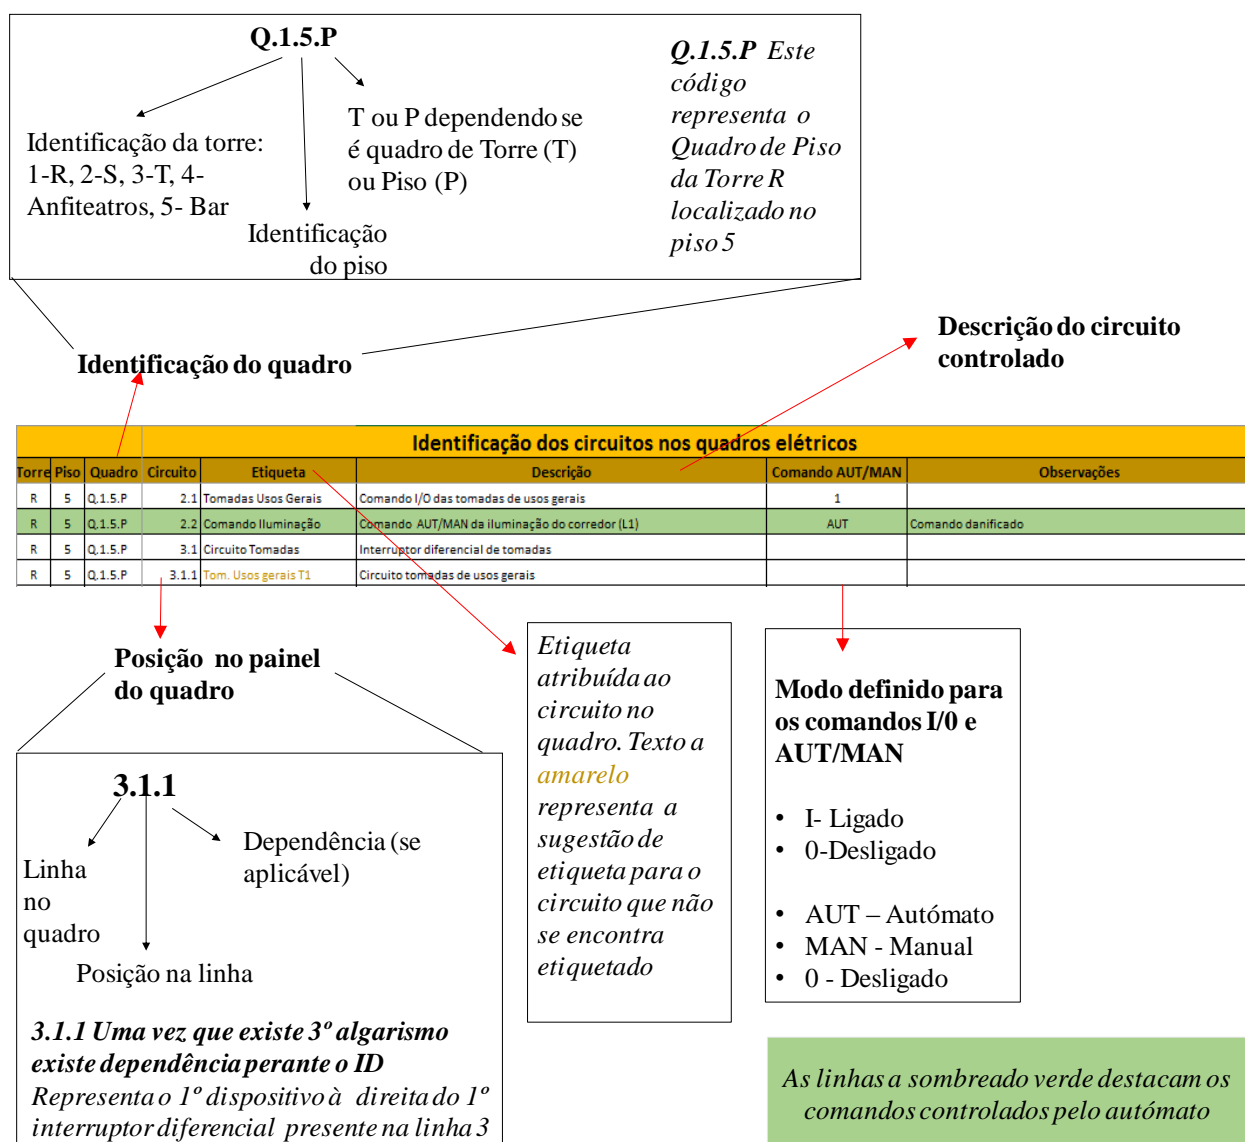 Q.1.5.P
Identificação da torre:
1-R, 2-S, 3-T, 4-
Anfiteatros, 5- Bar
T ou P dependendo se
é quadro de Torre (T)
ou Piso (P)
Identificação
do piso
Q.1.5.P Este
código
representa o
Quadro de Piso
da Torre R
localizado no
piso 5
Identificação do quadro
Descrição do circuito
controlado
Identificação dos circuitos nos quadros elétricos
Torre Piso Quadro Circuito Etiqueta Descrição Comando AUT/MAN Observações
R 5 Q.1.5.P 2.1 Tomadas Usos Gerais Comando I/O das tomadas de usos gerais 1
R 5 Q.1.5.P 2.2 Comando Iluminação Comando AUT/MAN da iluminação do corredor (L1) AUT Comando danificado
R 5 Q.1.5.P 3.1 Circuito Tomadas Interruptor diferencial de tomadas
R 5 Q.1.5.P 3.1.1 Tom. Usos gerais T1 Circuito tomadas de usos gerais
Posição no painel
do quadro
3.1.1
Linha
no
quadro
Dependência (se
aplicável)
Posição na linha
3.1.1 Uma vez que existe 3º algarismo
existe dependência perante o ID
Representa o 1º dispositivo à direita do 1º
interruptor diferencial presente na linha 3
Etiqueta
atribuída ao
circuito no
quadro. Texto a
amarelo
representa a
sugestão de
etiqueta para o
circuito que não
se encontra
etiquetado
Modo definido para
os comandos I/0 e
AUT/MAN
• I- Ligado
• 0-Desligado
• AUT – Autómato
• MAN - Manual
• 0 - Desligado
As linhas a sombreado verde destacam os
comandos controlados pelo autómato